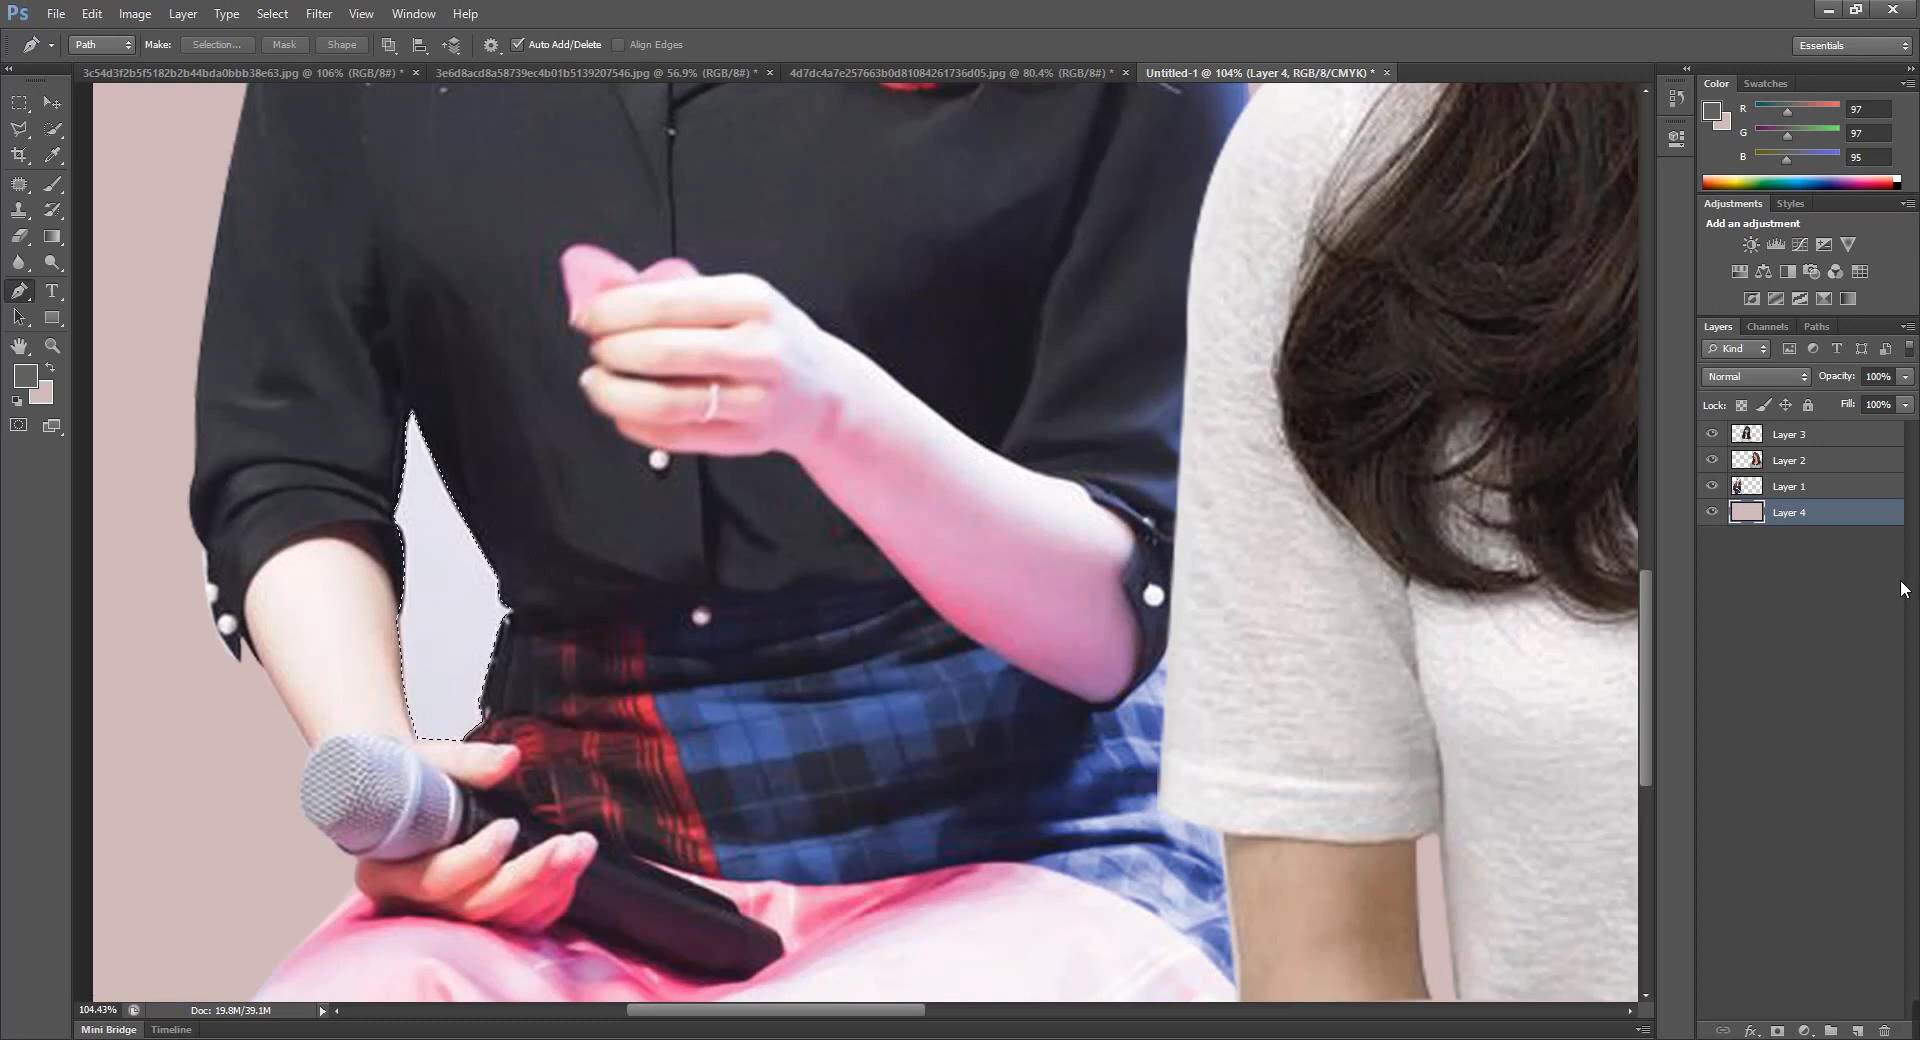 Ps File Edit Image Layer Type Select Filter View Window Help
Path Make: Selection... Mask Shape Auto Add/Delete Align Edges Essentials
3c54d3f2b5f5182b2b44bda0bbb38e63.jpg @ 106% (RGB/8#) * × 3e6d8acd8a58739ec4b01b5139207546.jpg @ 56.9% (RGB/8#) * × 4d7dc4a7e257663b0d81084261736d05.jpg @ 80.4% (RGB/8#) * × Untitled-1 @ 104% (Layer 4, RGB/8/CMYK) * ×
Color Swatches
R 97
G 97
B 95
Adjustments Styles
Add an adjustment
Layers Channels Paths
Kind T
Normal Opacity: 100%
Lock: Fill: 100%
Layer 3
Layer 2
Layer 1
Layer 4
T
104.43% Doc: 19.8M/39.1M
Mini Bridge Timeline
fx